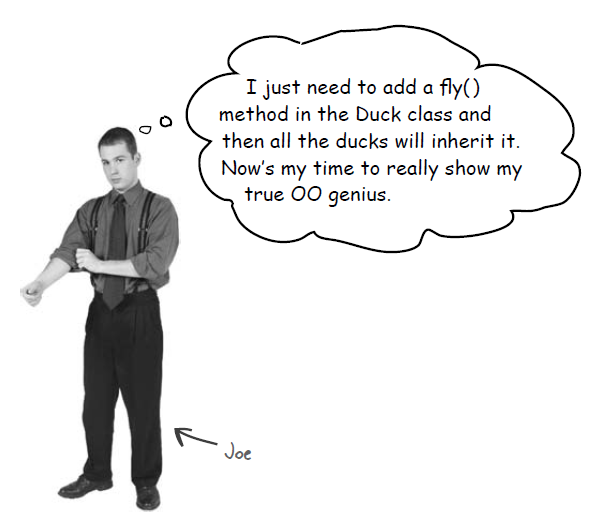 I just need to add a fly()
method in the Duck class and
then all the ducks will inherit it.
Now's my time to really show my
true OO genius.
Joe